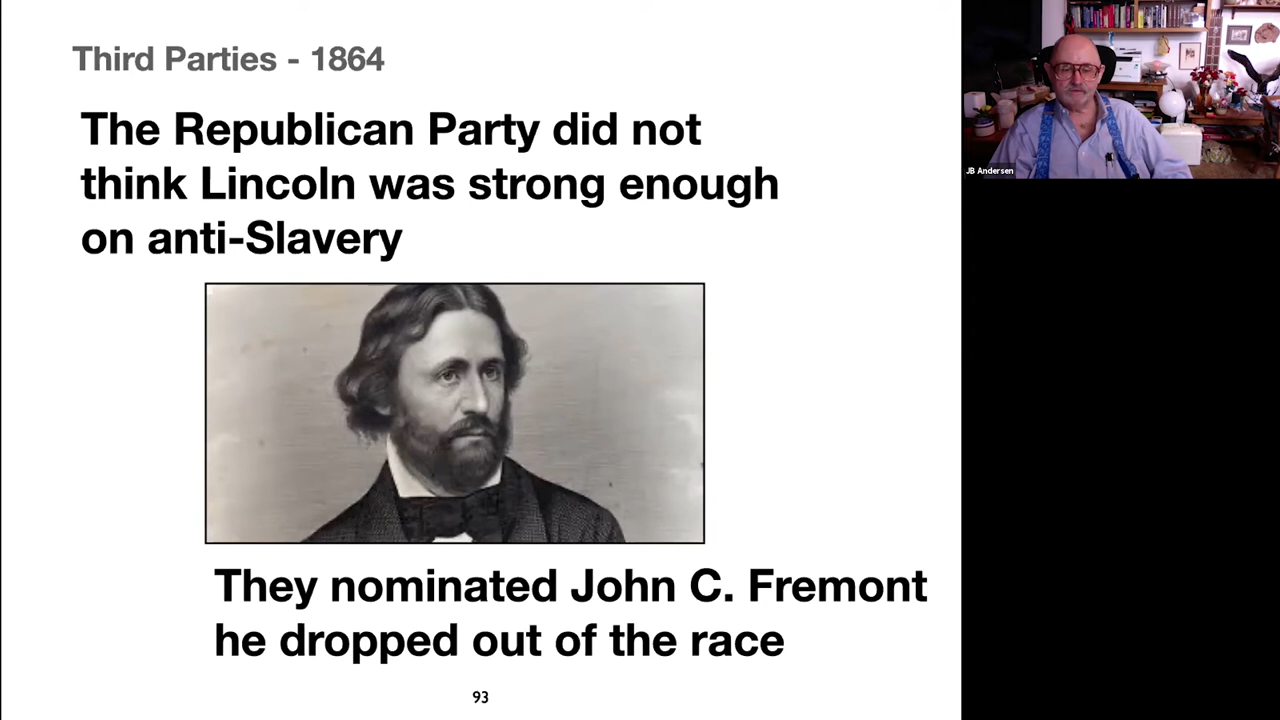 Third Parties - 1864
The Republican Party did not
think Lincoln was strong enough
on anti-Slavery
They nominated John C. Fremont
he dropped out of the race
93
JB Andersen